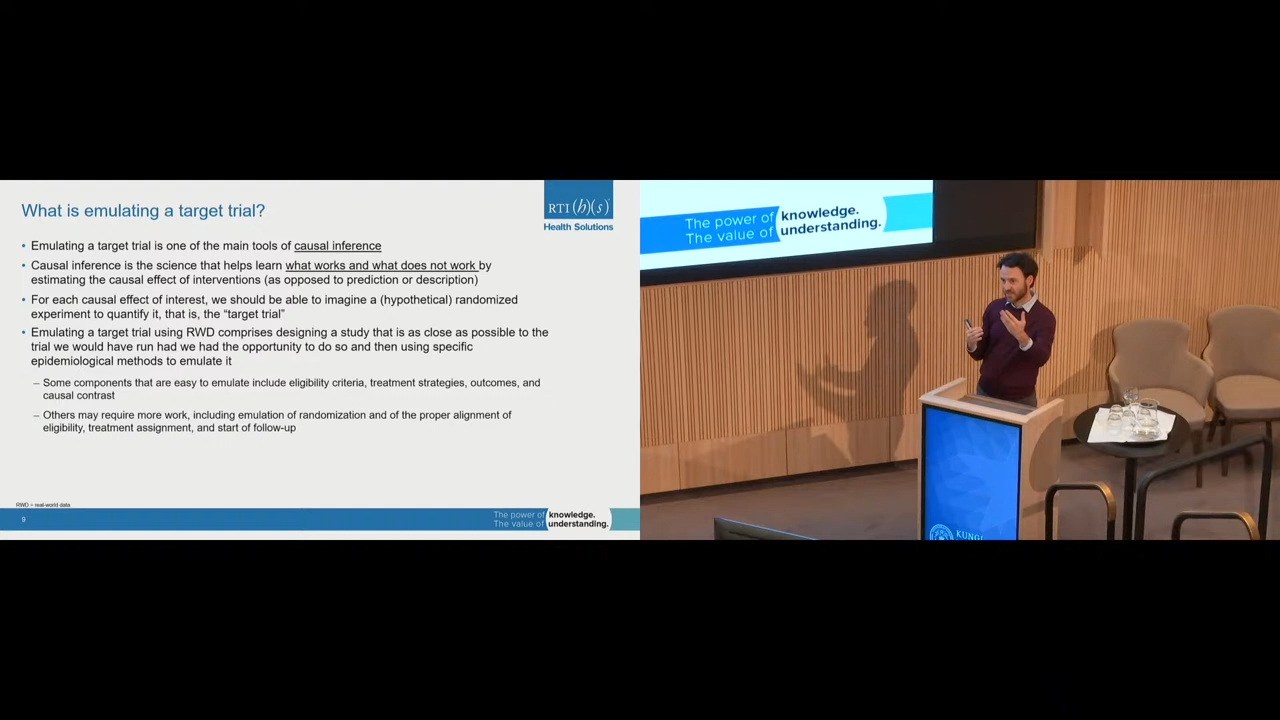 What is emulating a target trial?
RTI(h)(s)
Health Solutions
• Emulating a target trial is one of the main tools of causal inference
• Causal inference is the science that helps learn what works and what does not work by
estimating the causal effect of interventions (as opposed to prediction or description)
• For each causal effect of interest, we should be able to imagine a (hypothetical) randomized
experiment to quantify it, that is, the “target trial”
• Emulating a target trial using RWD comprises designing a study that is as close as possible to the
trial we would have run had we had the opportunity to do so and then using specific
epidemiological methods to emulate it
– Some components that are easy to emulate include eligibility criteria, treatment strategies, outcomes, and
causal contrast
– Others may require more work, including emulation of randomization and of the proper alignment of
eligibility, treatment assignment, and start of follow-up
RWD = real-world data
9
The power of knowledge.
The value of understanding.
The power of knowledge.
The value of understanding.